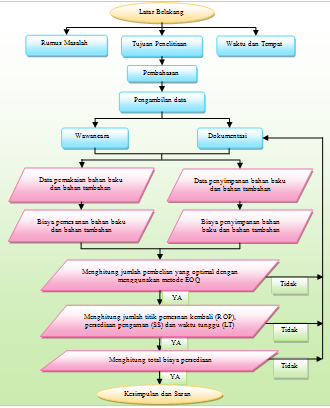 Latar Belakang
Rumus Masalah
Tujuan Penelitiaan
Waktu dan Tempat
Pembahasan
Pengambilan data
Wawancara
Dokumentasi
Data pemakaian bahan baku
dan bahan tambahan
Data penyimpanan bahan baku
dan bahan tambahan
Biaya pemesanan bahan baku
dan bahan tambahan
Biaya penyimpanan bahan
baku dan bahan tambahan
Menghitung jumlah pembelian yang optimal dengan
menggunakan metode EOQ
Tidak
YA
Menghitung jumlah titik pemesanan kembali (ROP),
persediaan pengaman (SS) dan waktu tunggu (LT)
Tidak
YA
Menghitung total biaya persediaan
Tidak
YA
Kesimpulan dan Saran